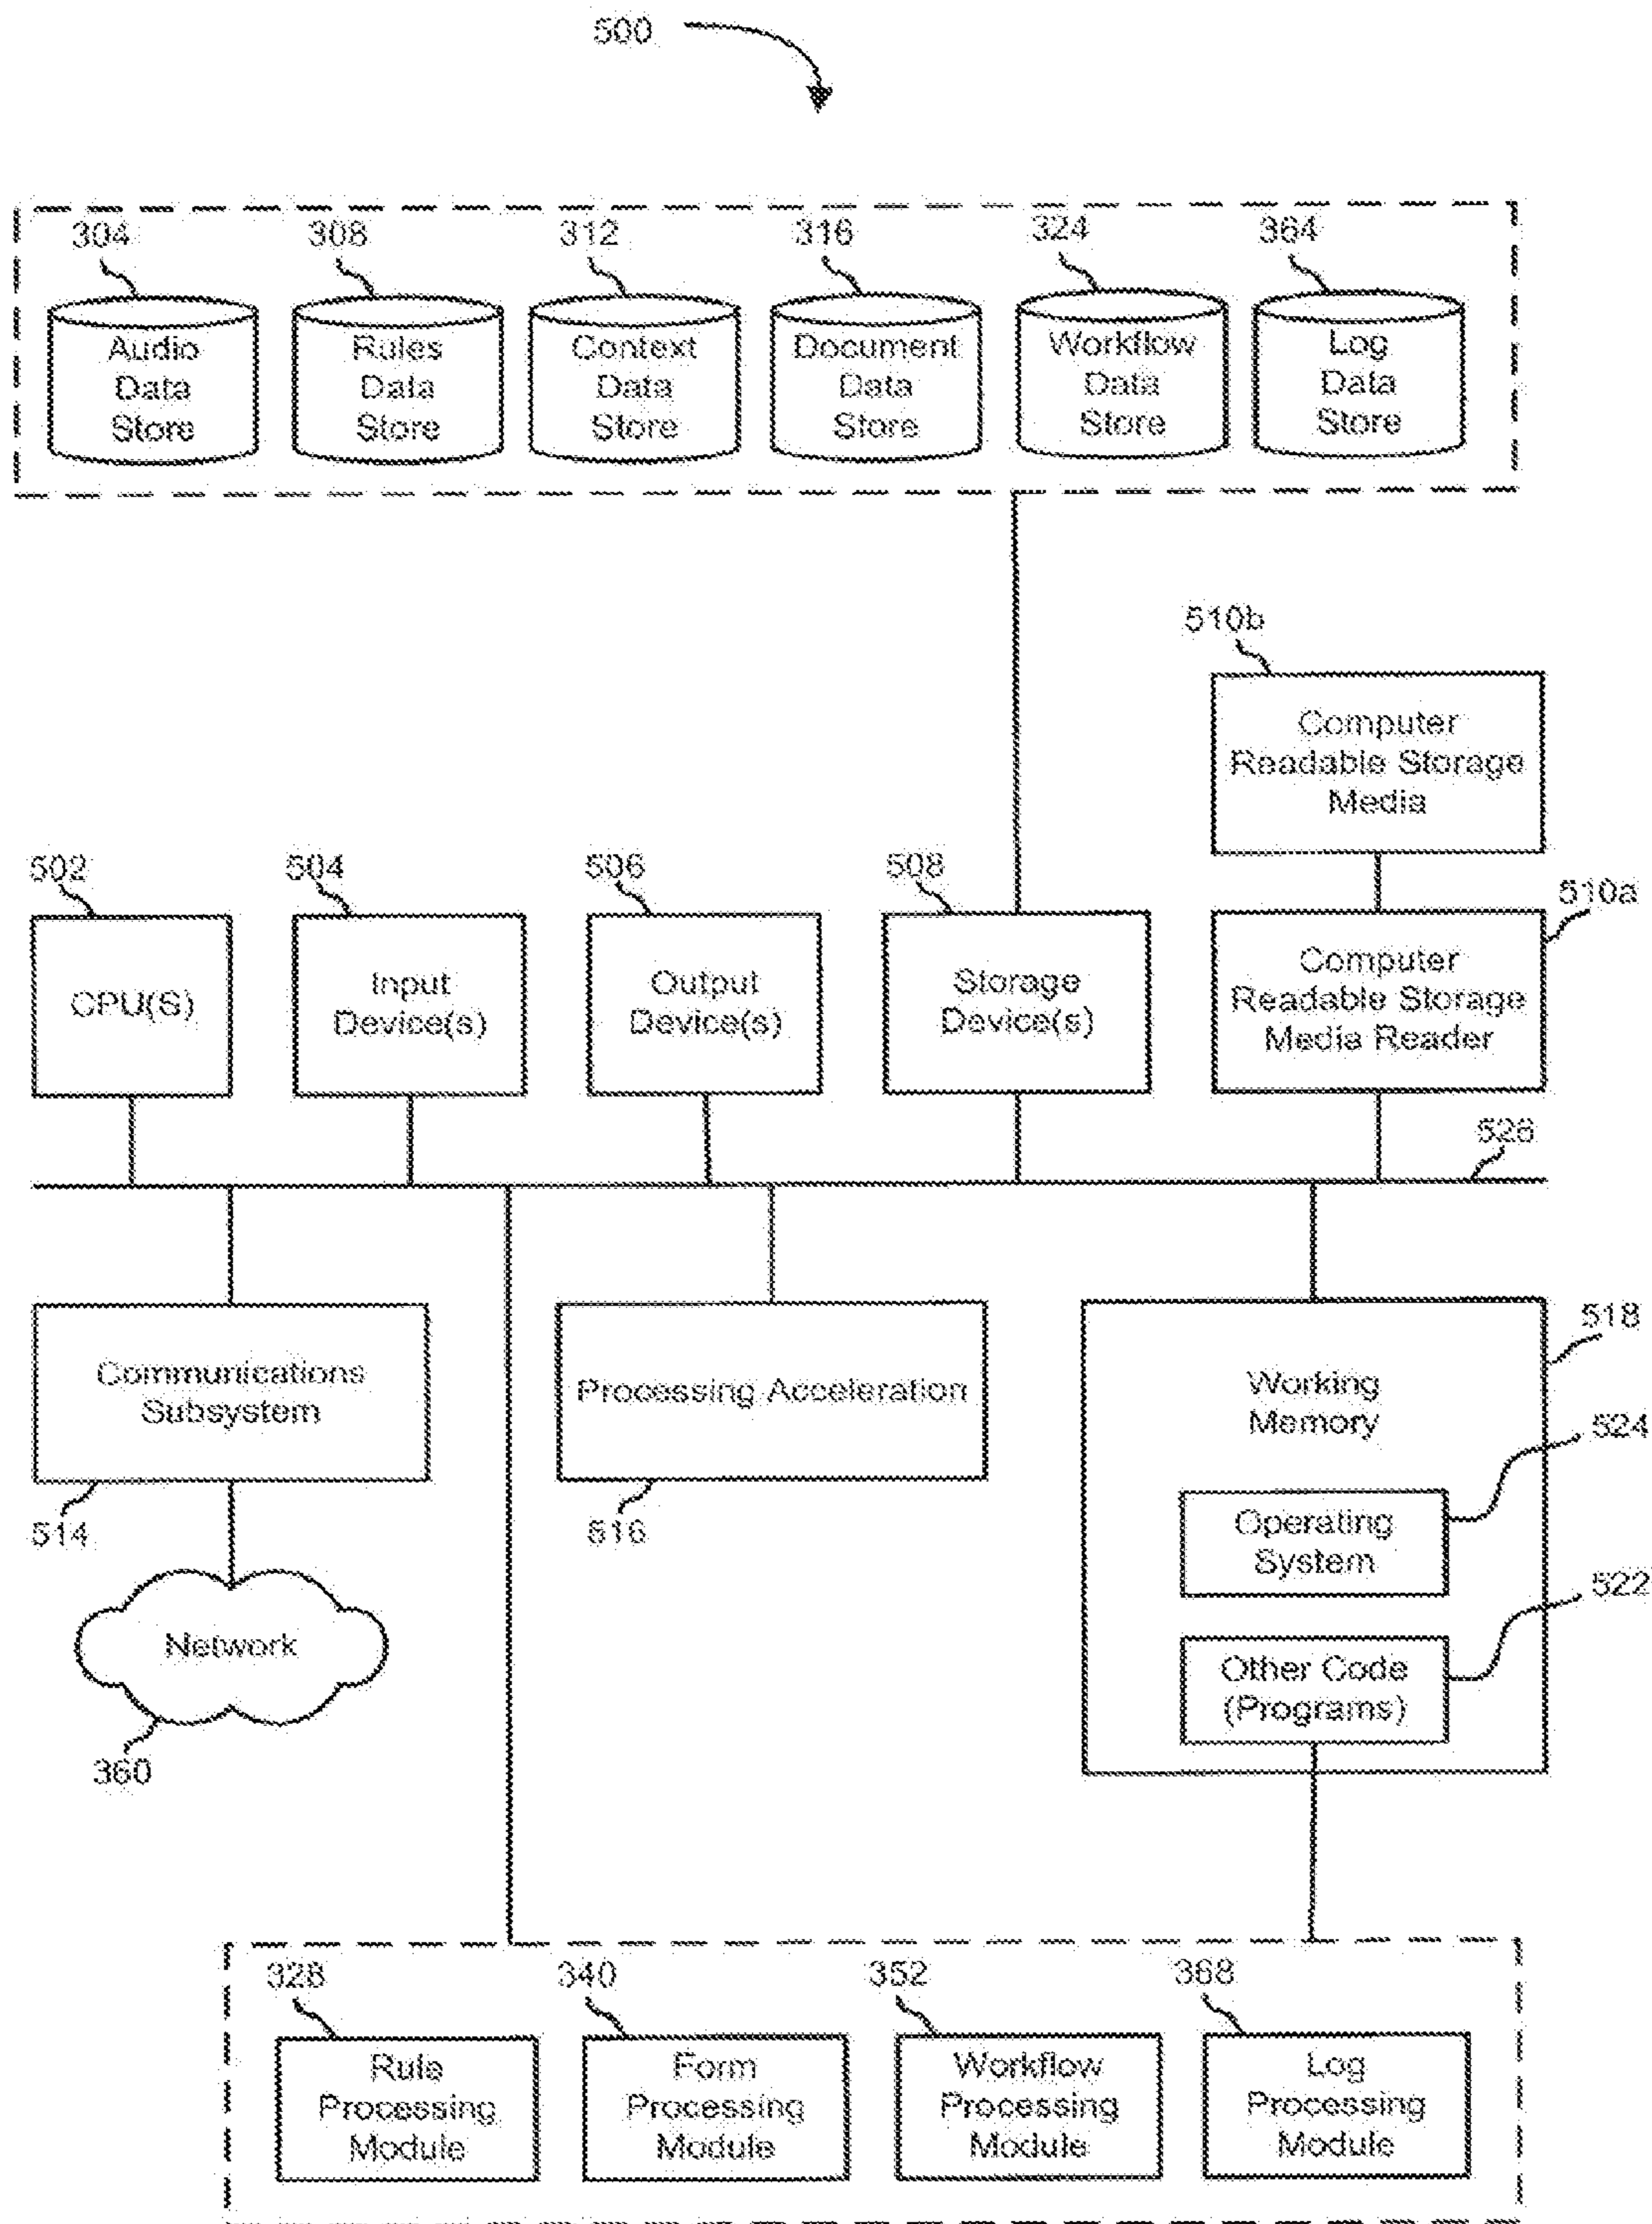 500
304
308
312
316
324
364
Audio
Data
Store
Rules
Data
Store
Context
Data
Store
Document
Data
Store
Workflow
Data
Store
Log
Data
Store
510b
Computer
Readable Storage
Media
502
504
506
508
510a
CPU(S)
Input
Device(s)
Output
Device(s)
Storage
Device(s)
Computer
Readable Storage
Media Reader
526
Communications
Subsystem
514
Processing Acceleration
516
518
Working
Memory
524
Operating
System
522
Other Code
(Programs)
Network
360
328
340
352
368
Rule
Processing
Module
Form
Processing
Module
Workflow
Processing
Module
Log
Processing
Module